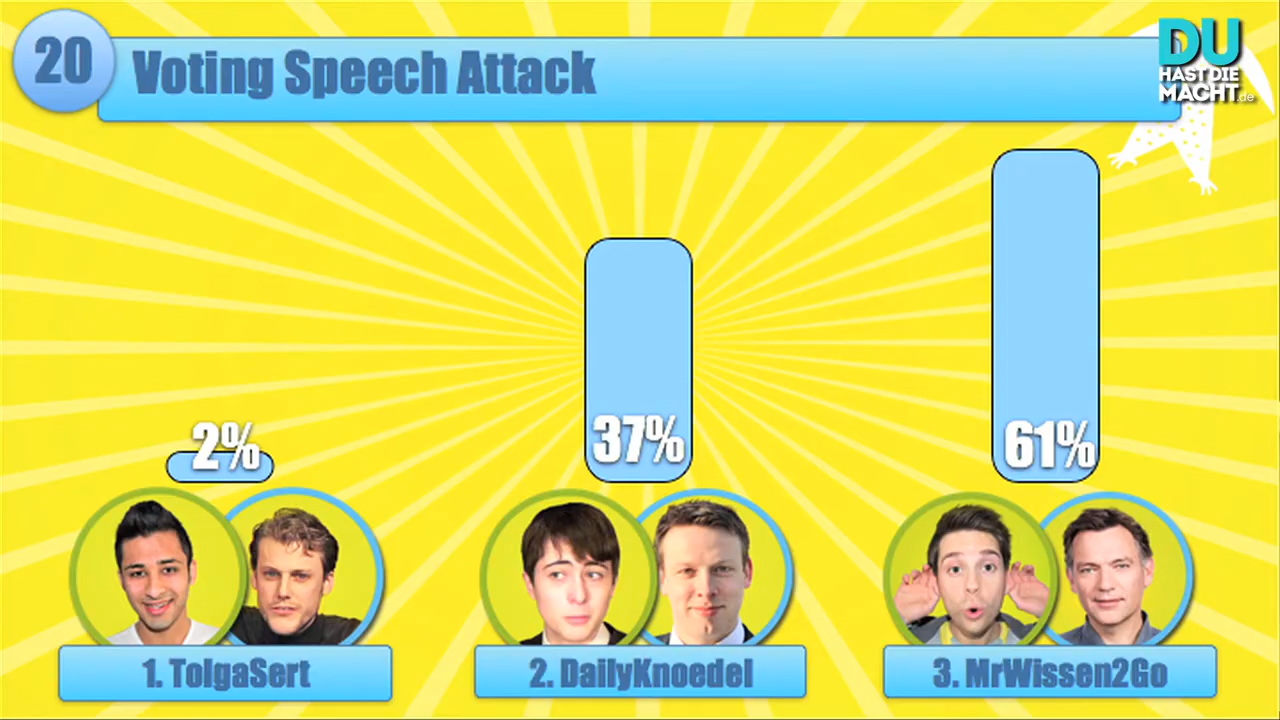 20
Voting Speech Attack
DU
HAST DIE
MACHT.de
2%
37%
61%
1. TolgaSert
2. DailyKnoedel
3. MrWissen2Go